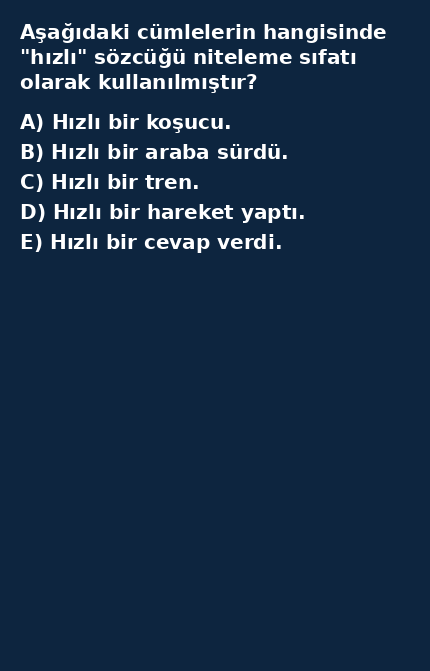 Aşağıdaki cümlelerin hangisinde
"hızlı" sözcüğü niteleme sıfatı
olarak kullanılmıştır?
A) Hızlı bir koşucu.
B) Hızlı bir araba sürdü.
C) Hızlı bir tren.
D) Hızlı bir hareket yaptı.
E) Hızlı bir cevap verdi.